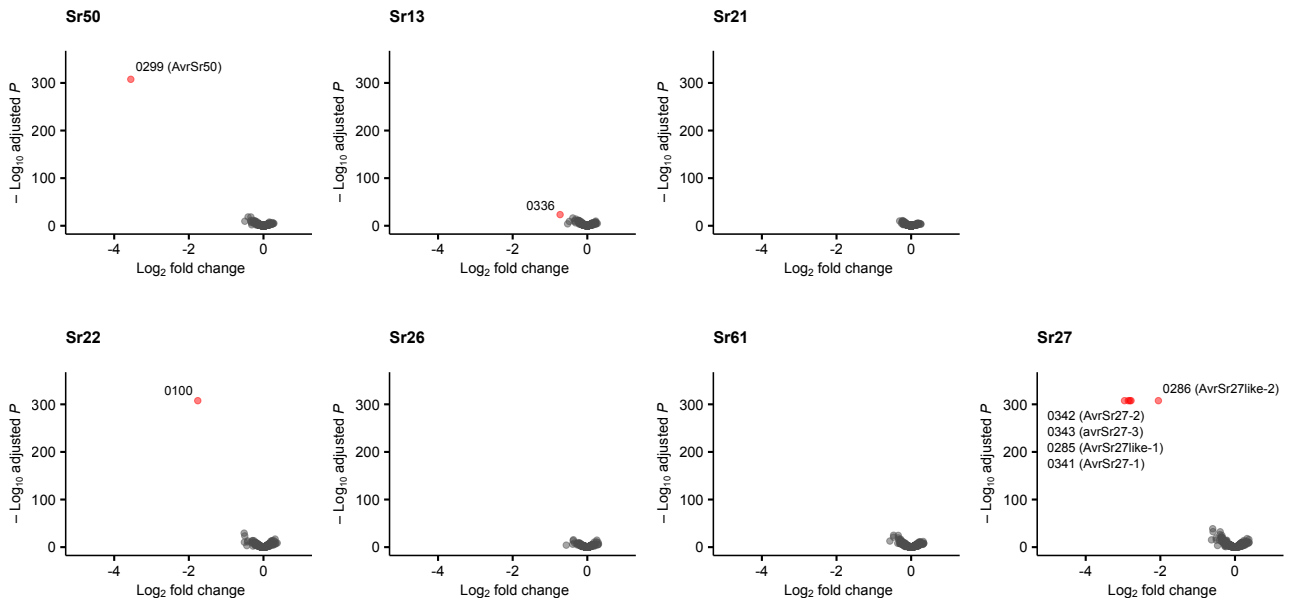 Sr50
0299 (AvrSr50)
300
200
100
0
-4
-2
0
− Log10 adjusted P
Log2 fold change
Sr13
0336
300
200
100
0
-4
-2
0
− Log10 adjusted P
Log2 fold change
Sr21
300
200
100
0
-4
-2
0
− Log10 adjusted P
Log2 fold change
Sr22
0100
300
200
100
0
-4
-2
0
− Log10 adjusted P
Log2 fold change
Sr26
300
200
100
0
-4
-2
0
− Log10 adjusted P
Log2 fold change
Sr61
300
200
100
0
-4
-2
0
− Log10 adjusted P
Log2 fold change
Sr27
0286 (AvrSr27like-2)
0342 (AvrSr27-2)
0343 (avrSr27-3)
0285 (AvrSr27like-1)
0341 (AvrSr27-1)
300
200
100
0
-4
-2
0
− Log10 adjusted P
Log2 fold change